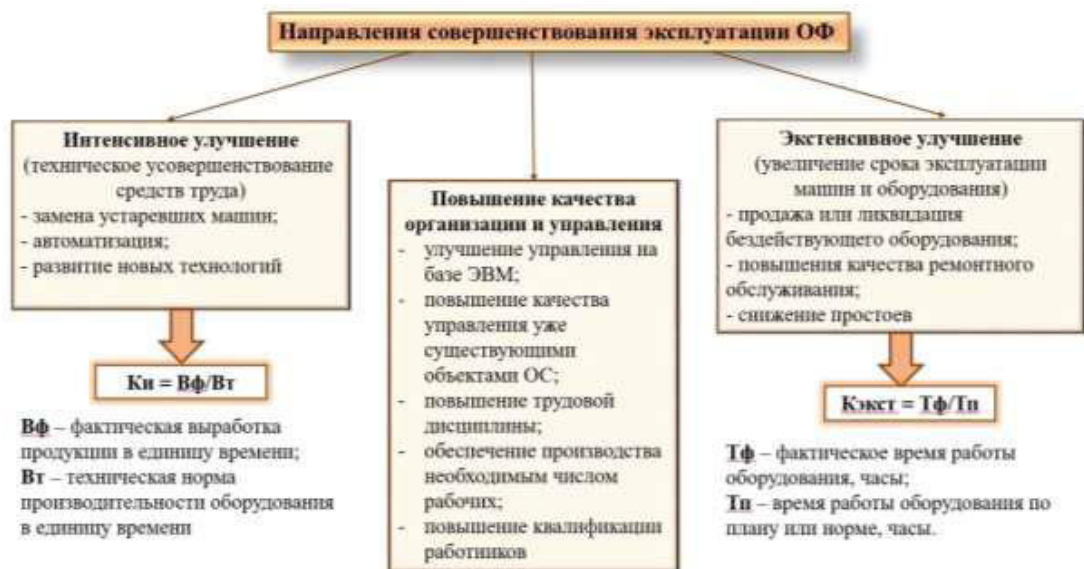 Направления совершенствования эксплуатации ОФ
Интенсивное улучшение
(техническое усовершенствование
средств труда)
- замена устаревших машин;
- автоматизация;
- развитие новых технологий
Ки = Вф/Вт
Вф – фактическая выработка
продукции в единицу времени;
Вт – техническая норма
производительности оборудования
в единицу времени
Повышение качества
организации и управления
- улучшение управления на
базе ЭВМ;
- повышение качества
управления уже
существующими
объектами ОС;
- повышение трудовой
дисциплины;
- обеспечение производства
необходимым числом
рабочих;
- повышение квалификации
работников
Экстенсивное улучшение
(увеличение срока эксплуатации
машин и оборудования)
- продажа или ликвидация
бездействующего оборудования;
- повышения качества ремонтного
обслуживания;
- снижение простоев
Кэкст = Тф/Тп
Тф – фактическое время работы
оборудования, часы;
Тп – время работы оборудования по
плану или норме, часы.